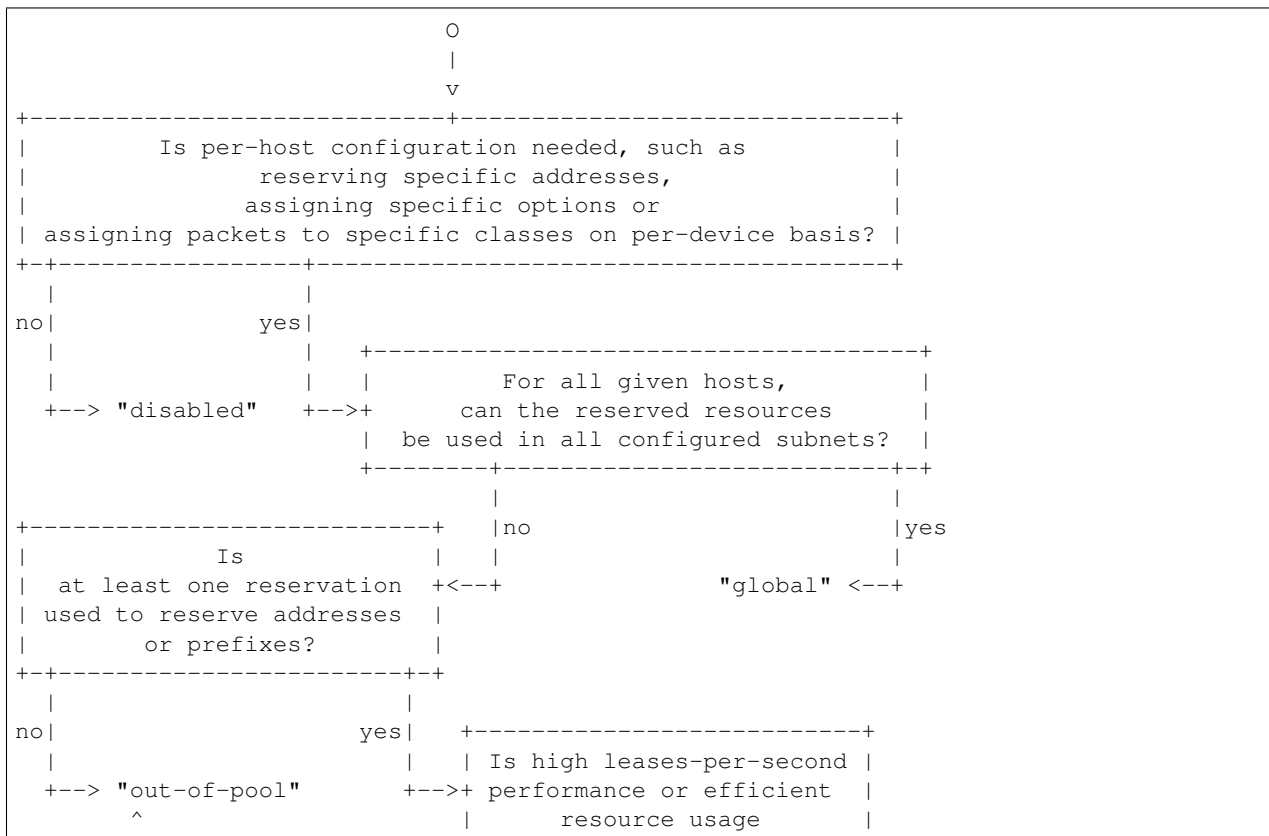 O
                             |
                             v
+-----------------------------+------------------------------+
|         Is per-host configuration needed, such as          |
|                reserving specific addresses,               |
|               assigning specific options or                |
| assigning packets to specific classes on per-device basis? |
+-+-----------------+----------------------------------------+
  |                 |
no|              yes|
  |                 |   +--------------------------------------+
  |                 |   |         For all given hosts,         |
  +--> "disabled"   +-->+      can the reserved resources      |
                        |  be used in all configured subnets?  |
                        +--------+---------------------------+-+
                                 |                           |
+----------------------------+   |no                         |yes
|             Is             |   |                           |
|  at least one reservation  +<--+               "global" <--+
| used to reserve addresses  |
|        or prefixes?        |
+-+------------------------+-+
  |                        |
no|                     yes|   +---------------------------+
  |                        |   | Is high leases-per-second |
  +--> "out-of-pool"       +-->+ performance or efficient  |
        ^                      |      resource usage       |